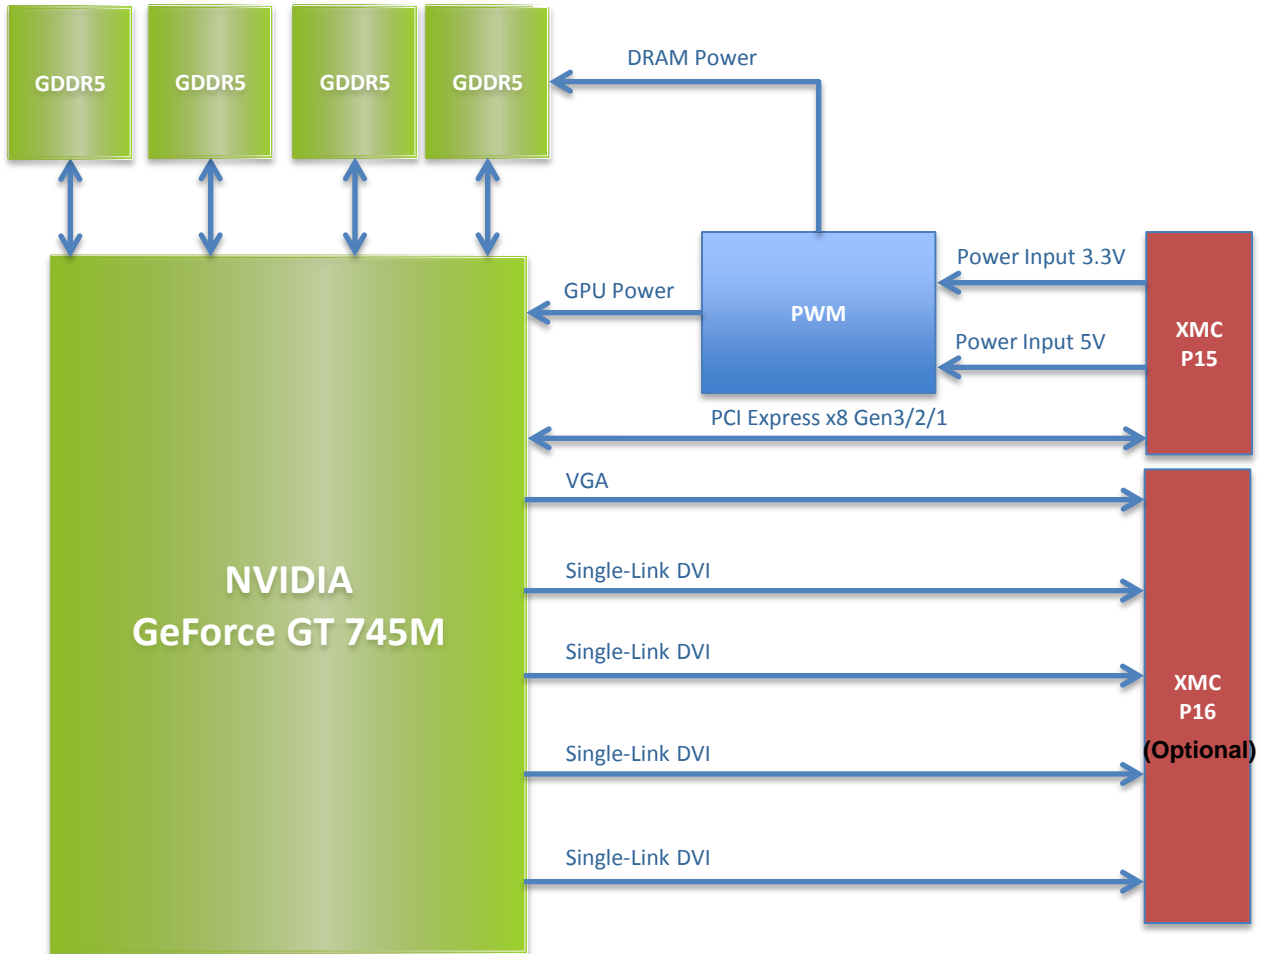 GDDR5
GDDR5
GDDR5
GDDR5
DRAM Power
GPU Power
PWM
Power Input 3.3V
Power Input 5V
XMC
P15
PCI Express x8 Gen3/2/1
VGA
NVIDIA
GeForce GT 745M
Single-Link DVI
Single-Link DVI
Single-Link DVI
Single-Link DVI
XMC
P16
(Optional)